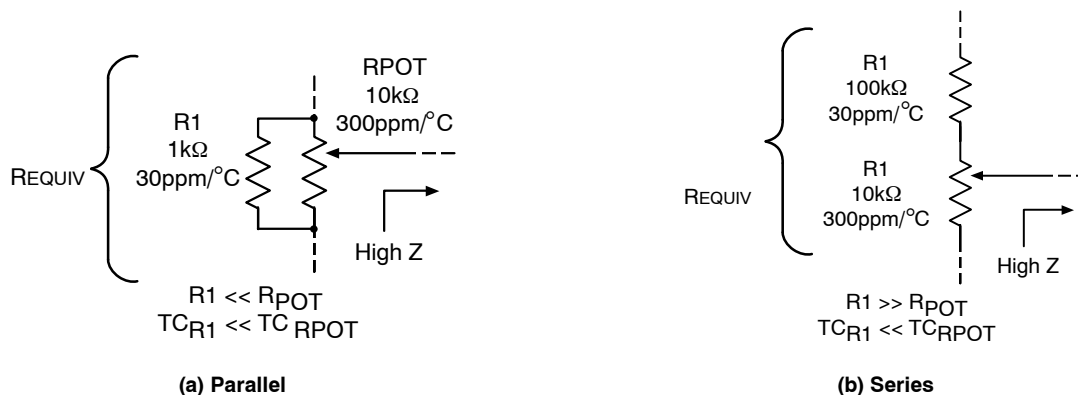 RPOT
10kΩ
300ppm/°C
R1
1kΩ
30ppm/°C
REQUIV
High Z
R1 << RPOT
TCR1 << TC RPOT
(a) Parallel
R1
100kΩ
30ppm/°C
R1
10kΩ
300ppm/°C
REQUIV
High Z
R1 >> RPOT
TCR1 << TCRPOT
(b) Series